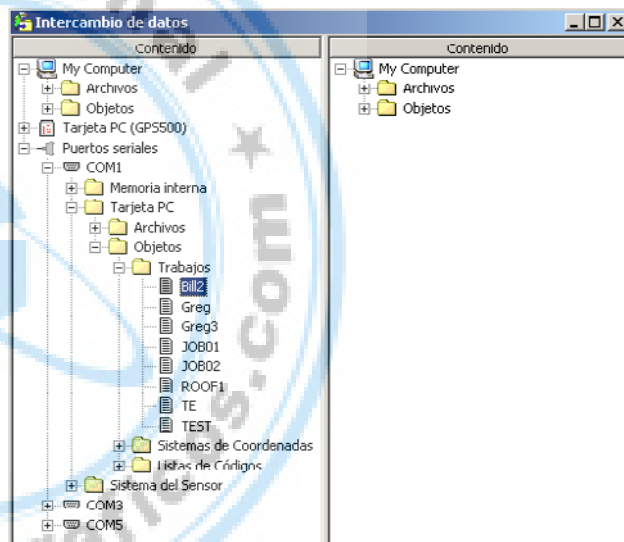 Intercambio de datos
Contenido
My Computer
Archivos
Objetos
Tarjeta PC (GPS500)
Puertos seriales
COM1
Memoria interna
Tarjeta PC
Archivos
Objetos
Trabajos
Bill2
Greg
Greg3
JOB01
JOB02
ROOF1
TE
TEST
Sistemas de Coordenadas
Listas de Códigos
Sistema del Sensor
COM3
COM5
Contenido
My Computer
Archivos
Objetos